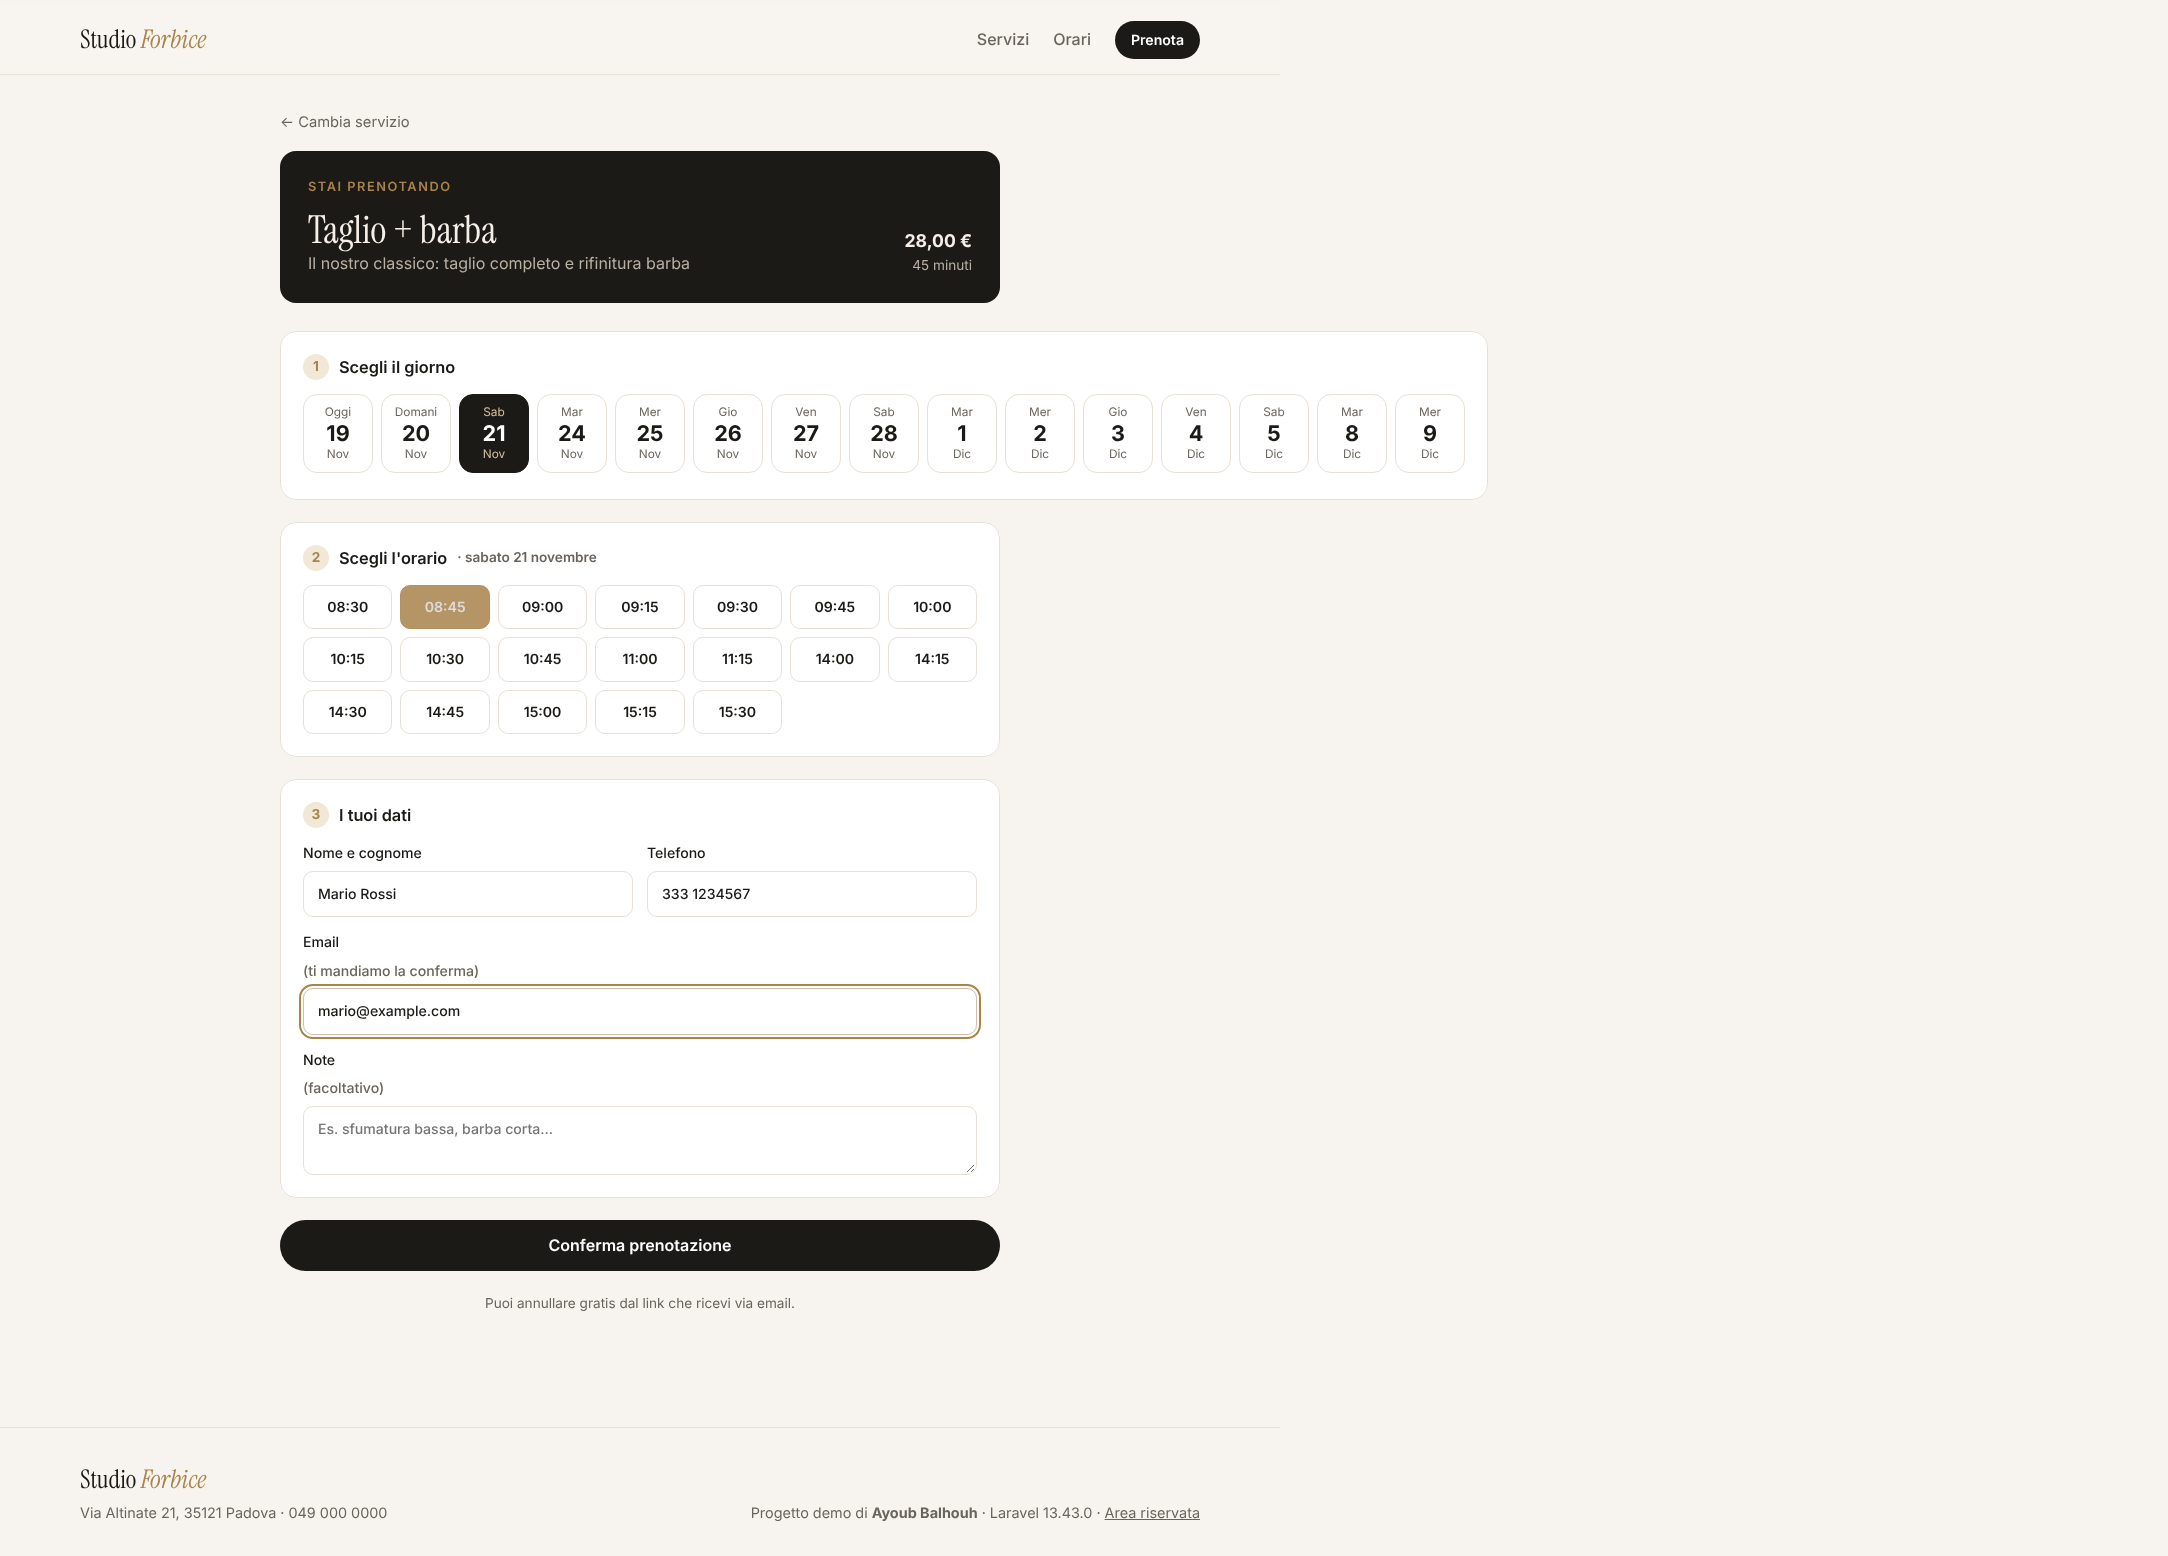 Studio Forbice
Servizi Orari Prenota
← Cambia servizio
STAI PRENOTANDO
Taglio + barba
Il nostro classico: taglio completo e rifinitura barba
28,00 €
45 minuti
1 Scegli il giorno
Oggi 19 Nov
Domani 20 Nov
Sab 21 Nov
Mar 24 Nov
Mer 25 Nov
Gio 26 Nov
Ven 27 Nov
Sab 28 Nov
Mar 1 Dic
Mer 2 Dic
Gio 3 Dic
Ven 4 Dic
Sab 5 Dic
Mar 8 Dic
Mer 9 Dic
2 Scegli l'orario · sabato 21 novembre
08:30 08:45 09:00 09:15 09:30 09:45 10:00
10:15 10:30 10:45 11:00 11:15 14:00 14:15
14:30 14:45 15:00 15:15 15:30
3 I tuoi dati
Nome e cognome
Mario Rossi
Telefono
333 1234567
Email
(ti mandiamo la conferma)
mario@example.com
Note
(facoltativo)
Es. sfumatura bassa, barba corta...
Conferma prenotazione
Puoi annullare gratis dal link che ricevi via email.
Studio Forbice
Via Altinate 21, 35121 Padova · 049 000 0000
Progetto demo di Ayoub Balhouh · Laravel 13.43.0 · Area riservata